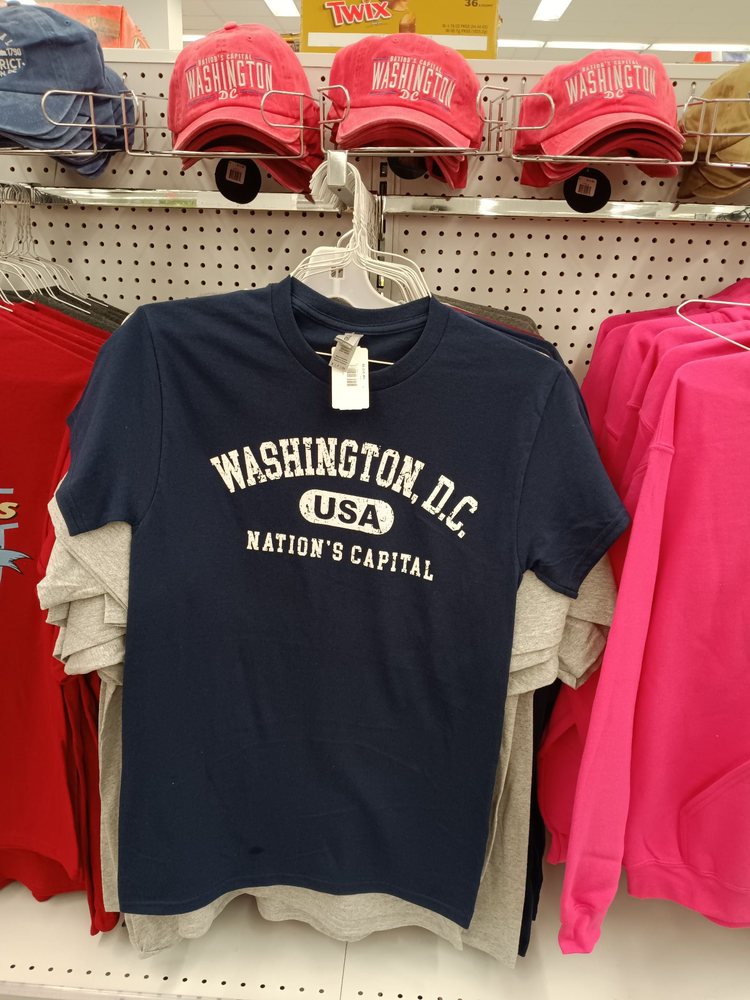 TWIX
36
1790
NATION'S CAPITAL
WASHINGTON
DC
NATION'S CAPITAL
WASHINGTON
DC
NATION'S CAPITAL
WASHINGTON
DC
WASHINGTON, D.C.
USA
NATION'S CAPITAL